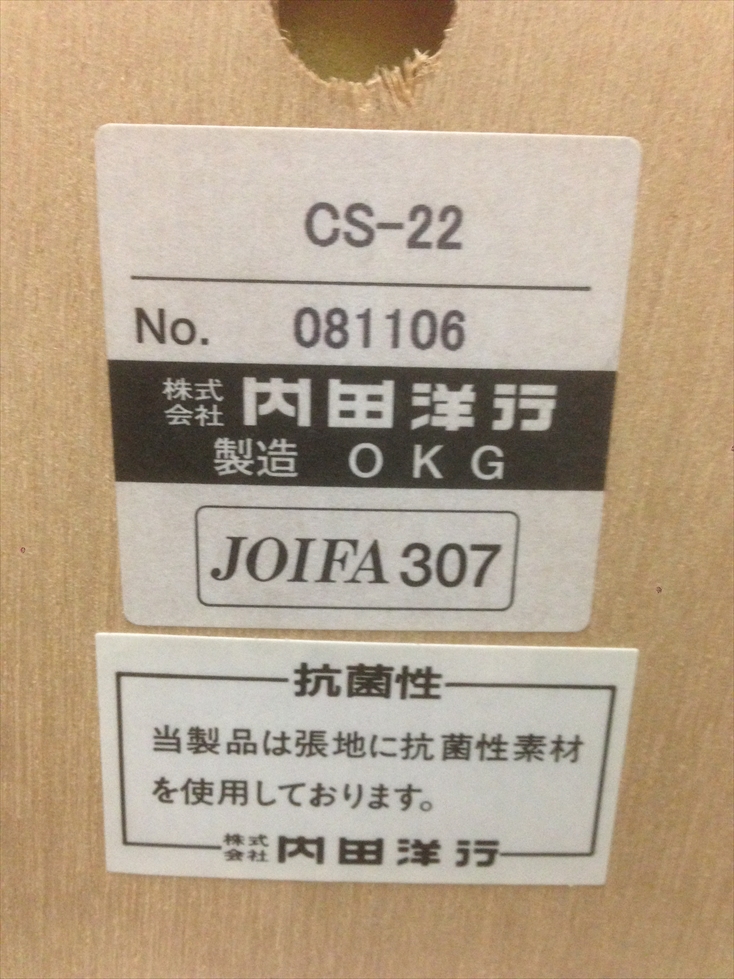 CS-22
No. 081106
株式会社 内田洋行
製造 OKG
JOIFA 307
抗菌性
当製品は張地に抗菌性素材
を使用しております。
株式会社 内田洋行